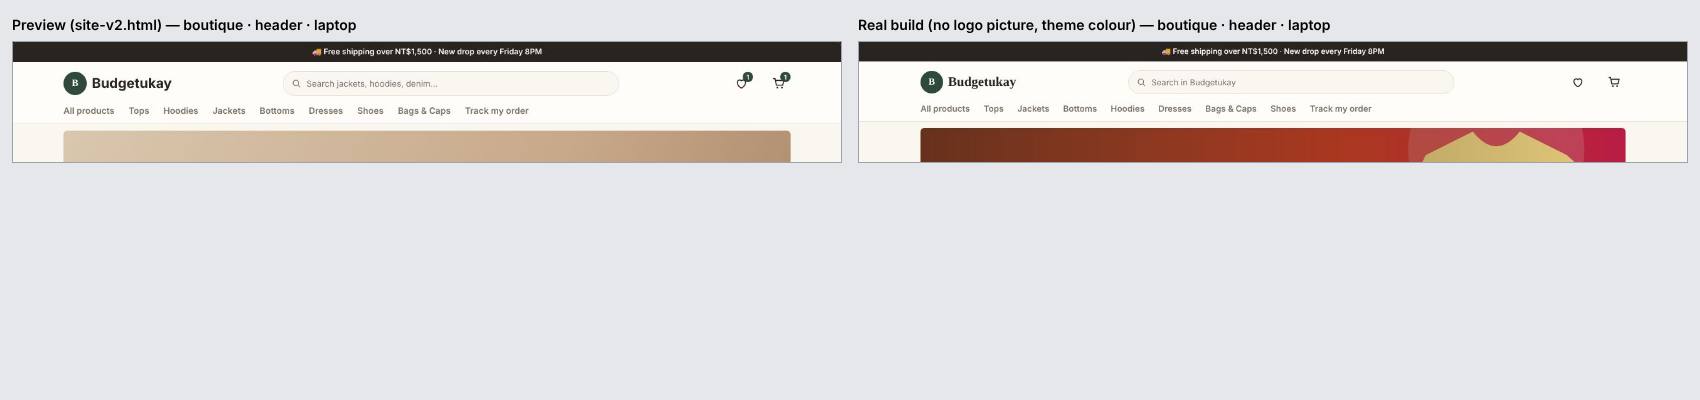 Preview (site-v2.html) — boutique · header · laptop
🚚 Free shipping over NT$1,500 · New drop every Friday 8PM
B Budgetukay Search jackets, hoodies, denim... 1 1
All products Tops Hoodies Jackets Bottoms Dresses Shoes Bags & Caps Track my order
Real build (no logo picture, theme colour) — boutique · header · laptop
🚚 Free shipping over NT$1,500 · New drop every Friday 8PM
B Budgetukay Search in Budgetukay
All products Tops Jackets Bottoms Hoodies Dresses Bags & Caps Shoes Track my order